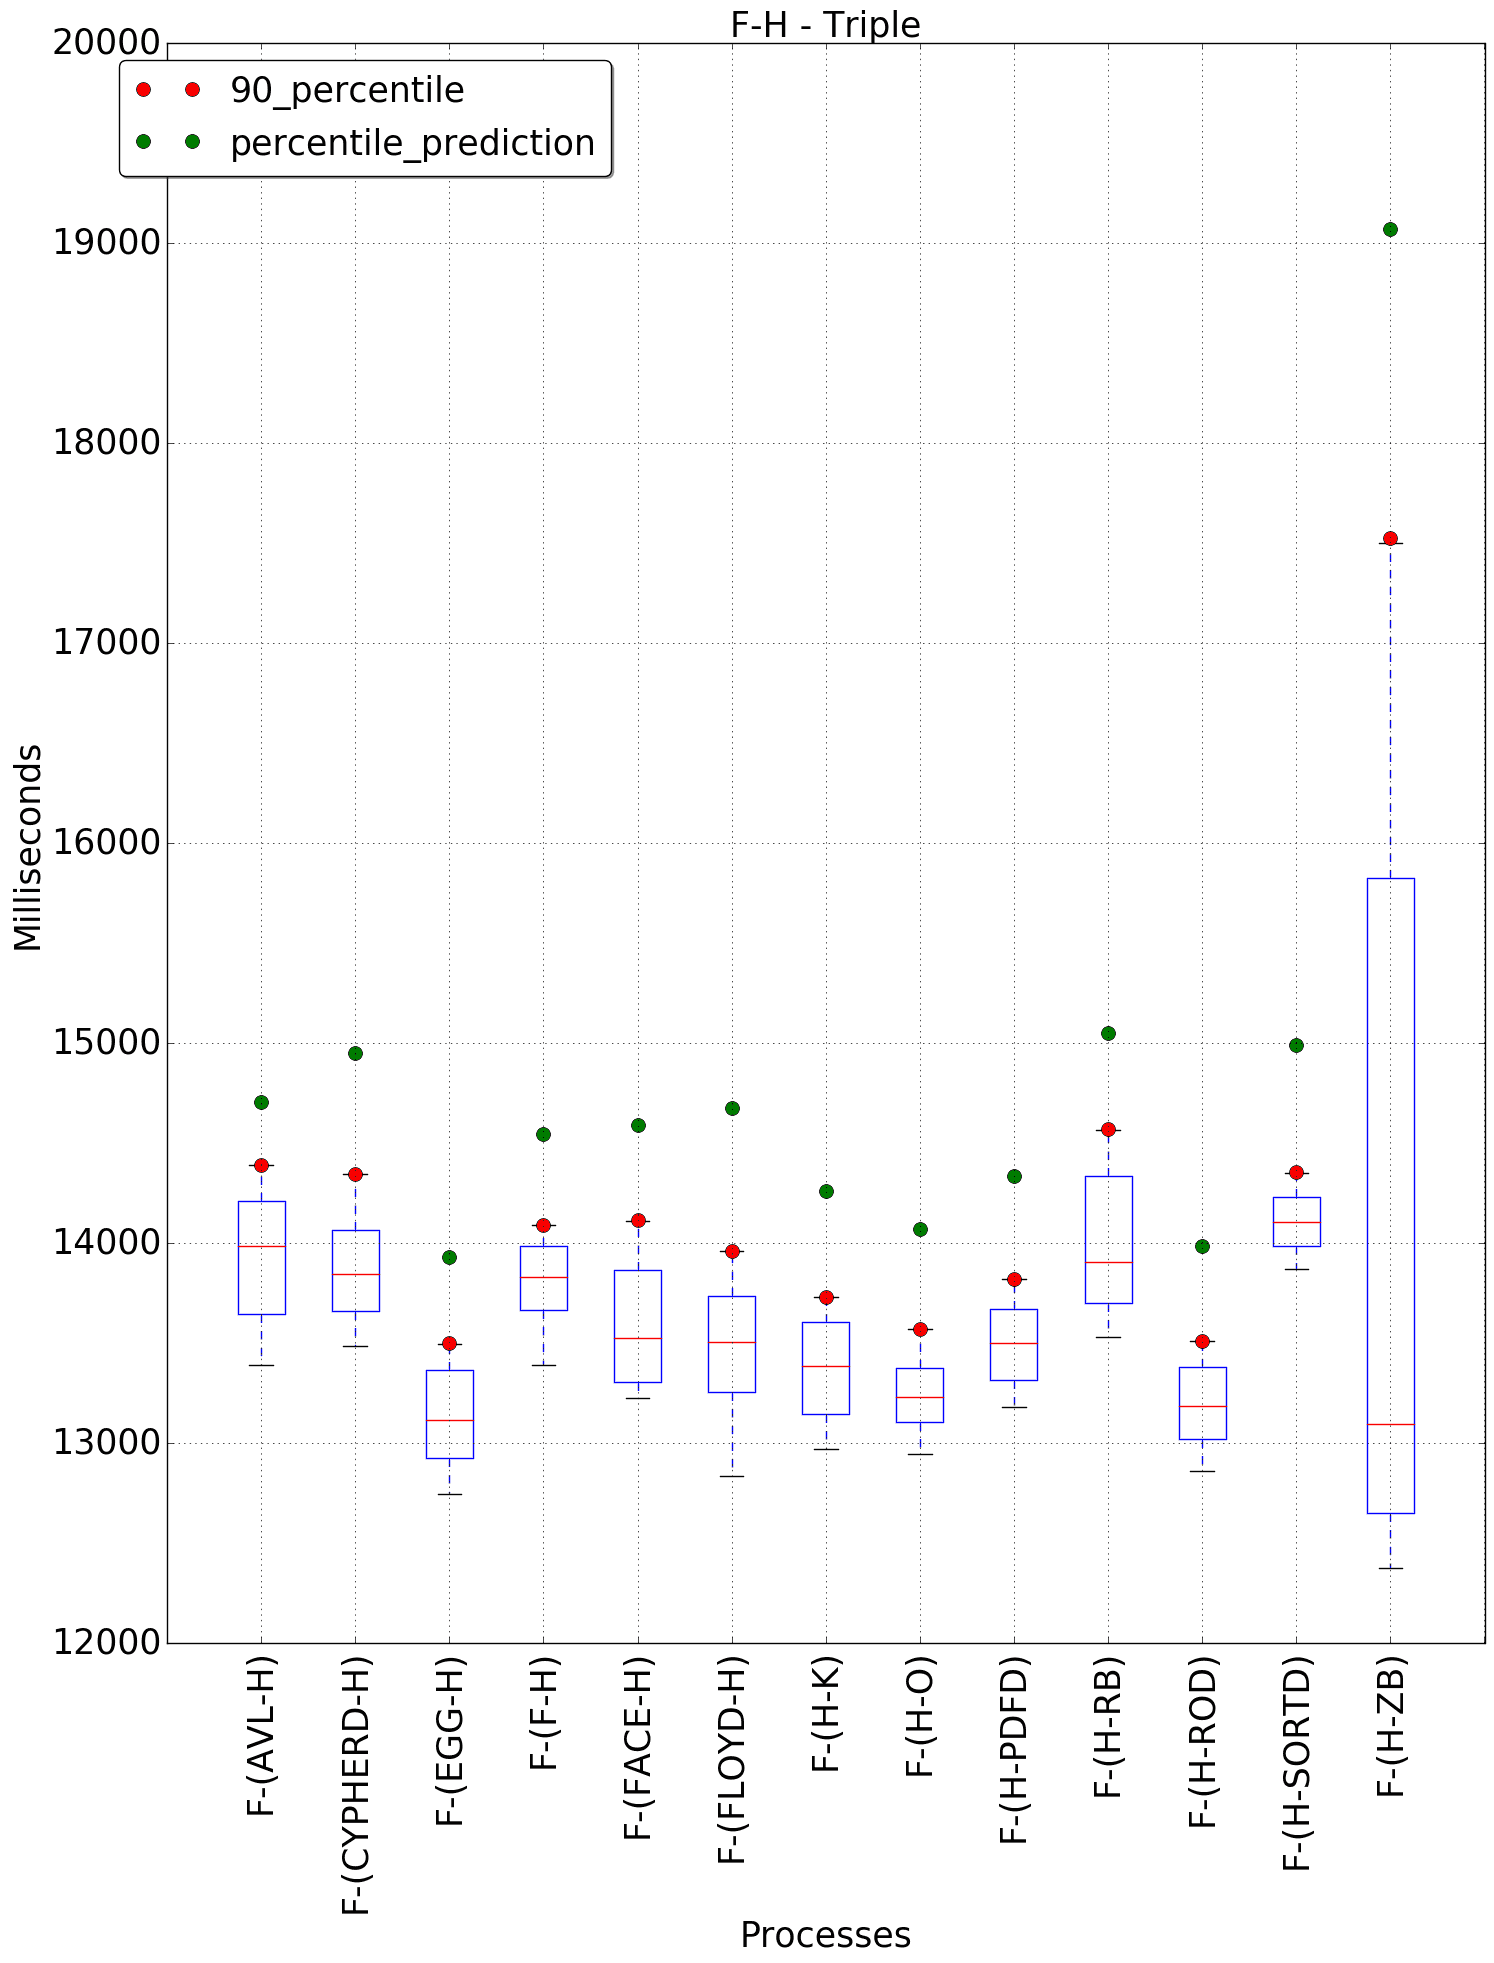 F-H - Triple
90_percentile
percentile_prediction
20000
19000
18000
17000
16000
15000
14000
13000
12000
Milliseconds
F-(AVL-H)
F-(CYPHERD-H)
F-(EGG-H)
F-(F-H)
F-(FACE-H)
F-(FLOYD-H)
F-(H-K)
F-(H-O)
F-(H-PDFD)
F-(H-RB)
F-(H-ROD)
F-(H-SORTD)
F-(H-ZB)
Processes